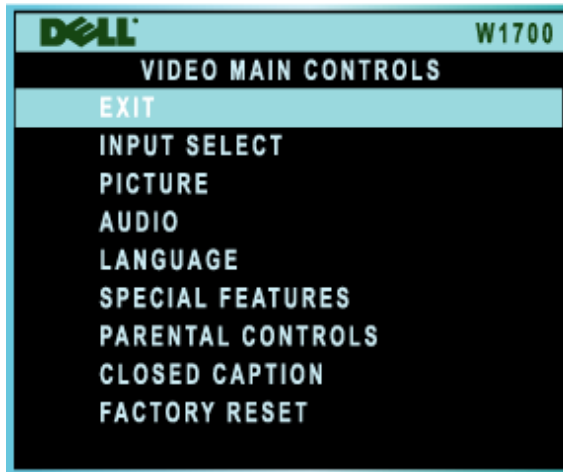 DELL W1700
VIDEO MAIN CONTROLS
EXIT
INPUT SELECT
PICTURE
AUDIO
LANGUAGE
SPECIAL FEATURES
PARENTAL CONTROLS
CLOSED CAPTION
FACTORY RESET